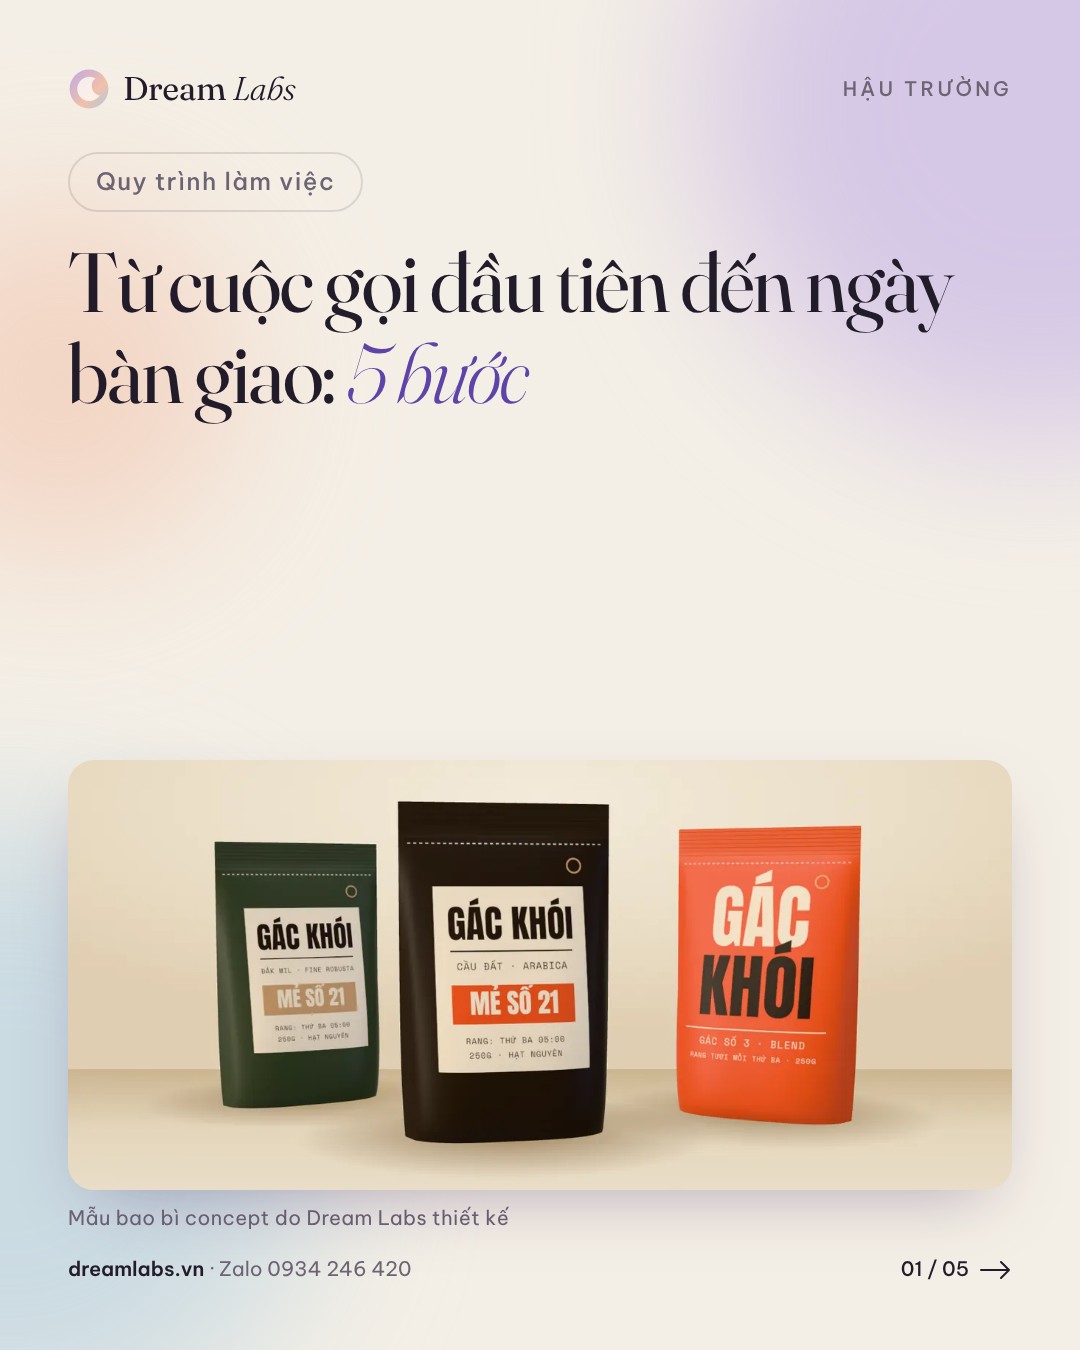 Dream Labs
HẬU TRƯỜNG
Quy trình làm việc
Từ cuộc gọi đầu tiên đến ngày
bàn giao: 5 bước
GÁC KHÓI
ĐẮK MIL · FINE ROBUSTA
MẺ SỐ 21
RANG: THỨ BA 05:00
250G · HẠT NGUYÊN
GÁC KHÓI
CẦU ĐẤT · ARABICA
MẺ SỐ 21
RANG: THỨ BA 05:00
250G · HẠT NGUYÊN
GÁC
KHÓI
GÁC SỐ 3 · BLEND
RANG TƯƠI MỖI THỨ BA · 250G
Mẫu bao bì concept do Dream Labs thiết kế
dreamlabs.vn · Zalo 0934 246 420
01 / 05